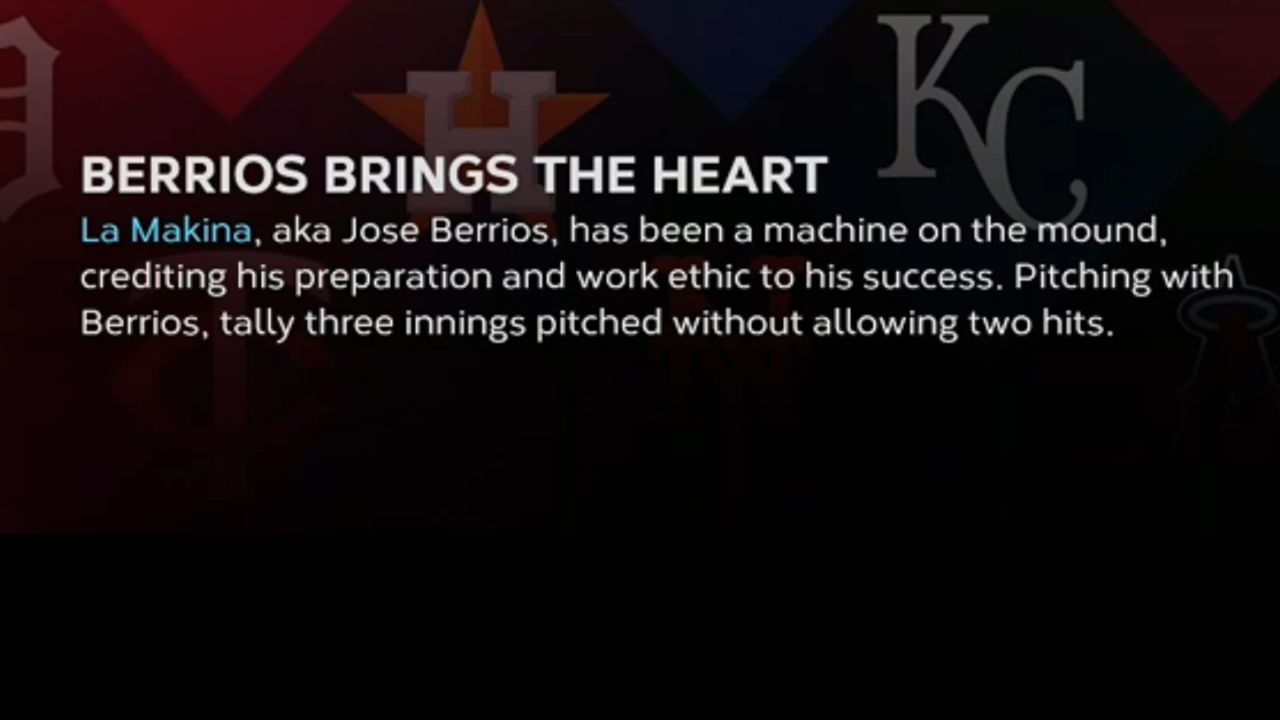 BERRIOS BRINGS THE HEART
La Makina, aka Jose Berrios, has been a machine on the mound,
crediting his preparation and work ethic to his success. Pitching with
Berrios, tally three innings pitched without allowing two hits.